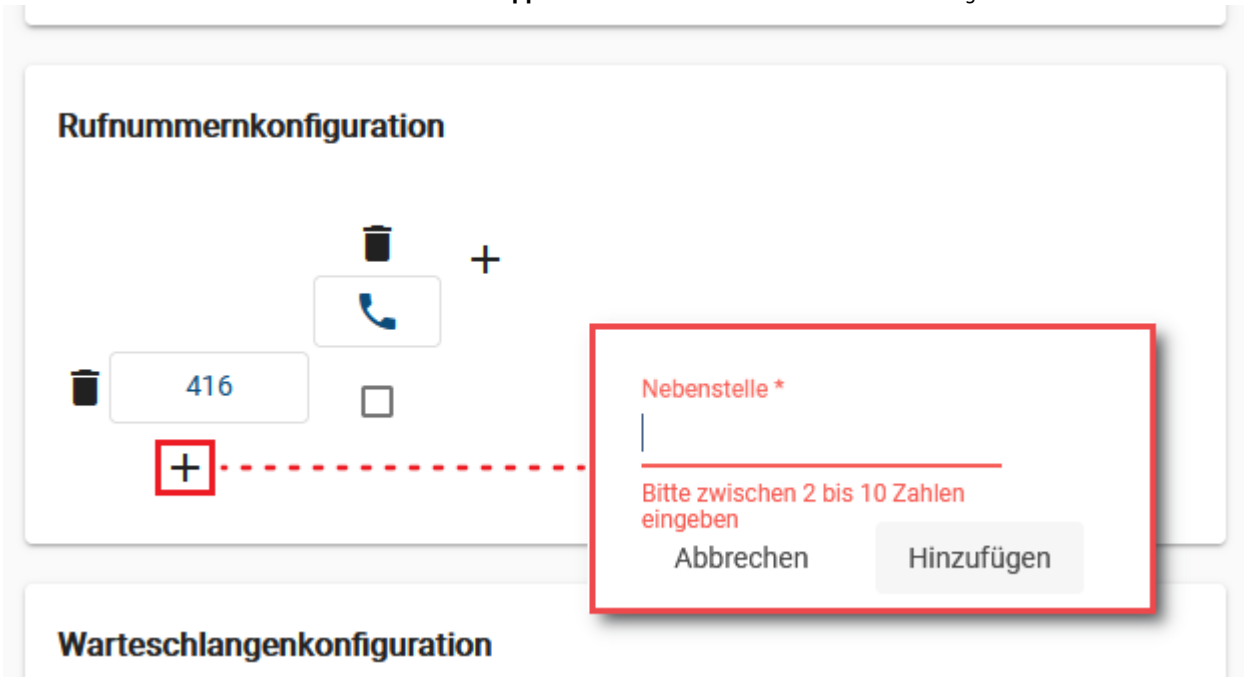 Rufnummernkonfiguration
+
416
+
Nebenstelle *
Bitte zwischen 2 bis 10 Zahlen
eingeben
Abbrechen Hinzufügen
Warteschlangenkonfiguration